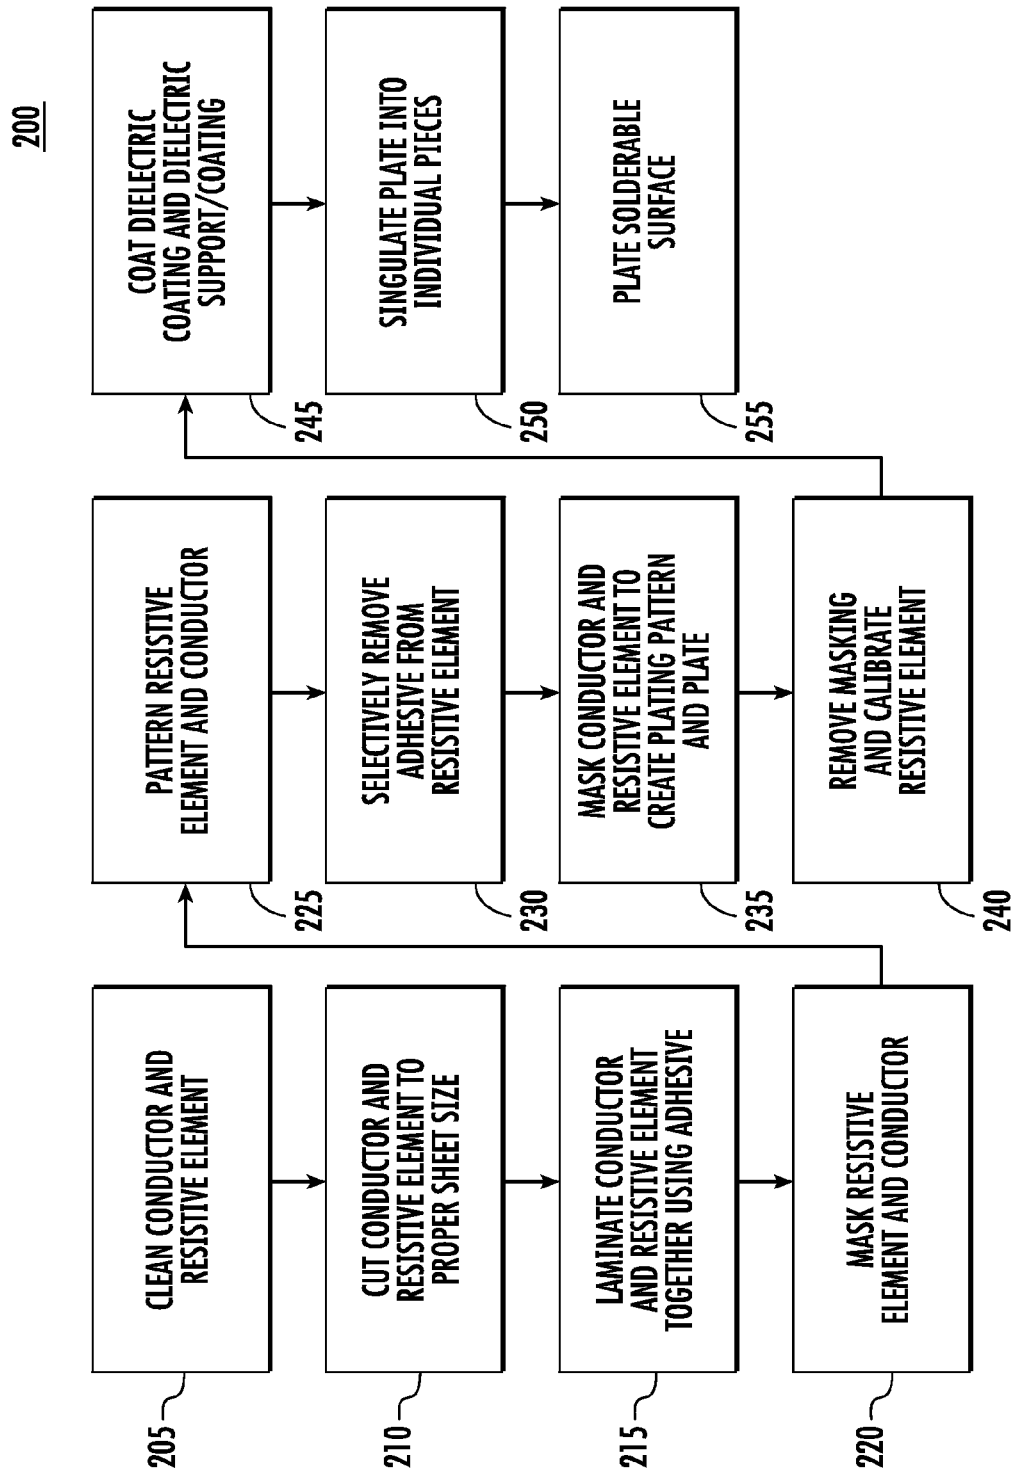 200
CLEAN CONDUCTOR AND
RESISTIVE ELEMENT
205
CUT CONDUCTOR AND
RESISTIVE ELEMENT TO
PROPER SHEET SIZE
210
LAMINATE CONDUCTOR
AND RESISTIVE ELEMENT
TOGETHER USING ADHESIVE
215
MASK RESISTIVE
ELEMENT AND CONDUCTOR
220
PATTERN RESISTIVE
ELEMENT AND CONDUCTOR
225
SELECTIVELY REMOVE
ADHESIVE FROM
RESISTIVE ELEMENT
230
MASK CONDUCTOR AND
RESISTIVE ELEMENT TO
CREATE PLATING PATTERN
AND PLATE
235
REMOVE MASKING
AND CALIBRATE
RESISTIVE ELEMENT
240
COAT DIELECTRIC
COATING AND DIELECTRIC
SUPPORT/COATING
245
SINGULATE PLATE INTO
INDIVIDUAL PIECES
250
PLATE SOLDERABLE
SURFACE
255